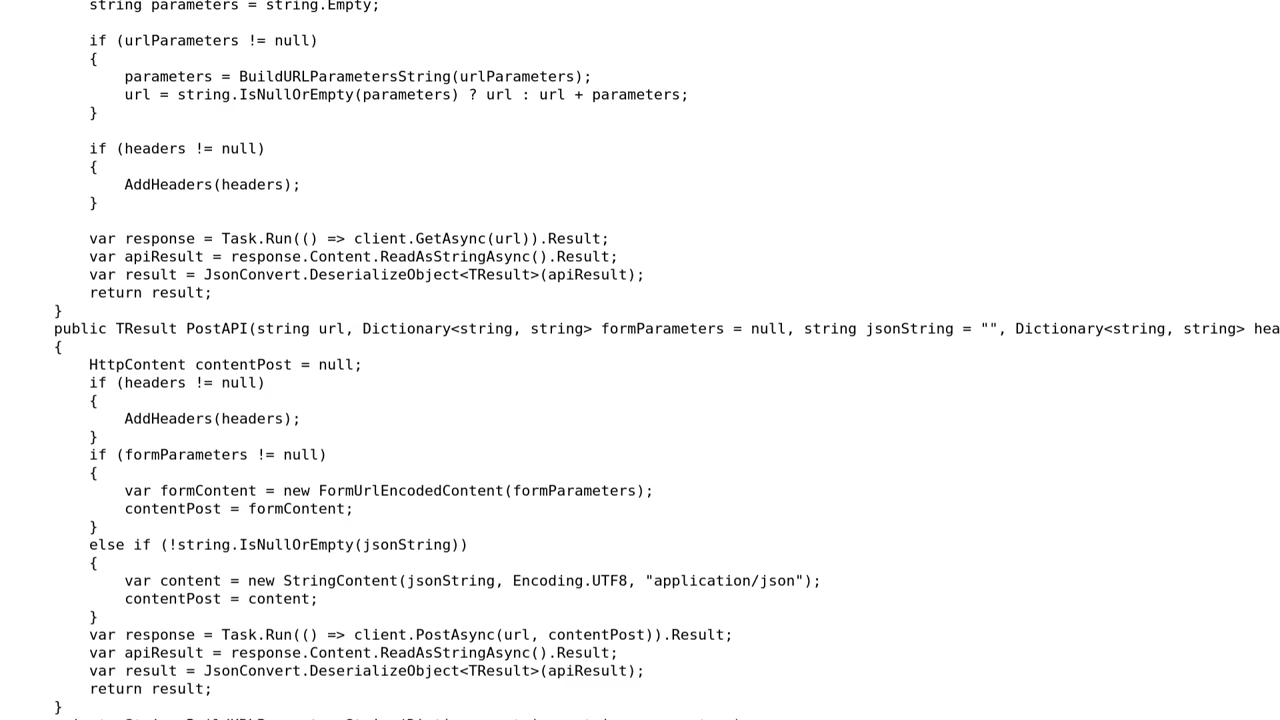 string parameters = string.Empty;
if (urlParameters != null)
{
parameters = BuildURLParametersString(urlParameters);
url = string.IsNullOrEmpty(parameters) ? url : url + parameters;
}
if (headers != null)
{
AddHeaders(headers);
}
var response = Task.Run(() => client.GetAsync(url)).Result;
var apiResult = response.Content.ReadAsStringAsync().Result;
var result = JsonConvert.DeserializeObject<TResult>(apiResult);
return result;
}
public TResult PostAPI(string url, Dictionary<string, string> formParameters = null, string jsonString = "", Dictionary<string, string> hea
{
HttpContent contentPost = null;
if (headers != null)
{
AddHeaders(headers);
}
if (formParameters != null)
{
var formContent = new FormUrlEncodedContent(formParameters);
contentPost = formContent;
}
else if (!string.IsNullOrEmpty(jsonString))
{
var content = new StringContent(jsonString, Encoding.UTF8, "application/json");
contentPost = content;
}
var response = Task.Run(() => client.PostAsync(url, contentPost)).Result;
var apiResult = response.Content.ReadAsStringAsync().Result;
var result = JsonConvert.DeserializeObject<TResult>(apiResult);
return result;
}